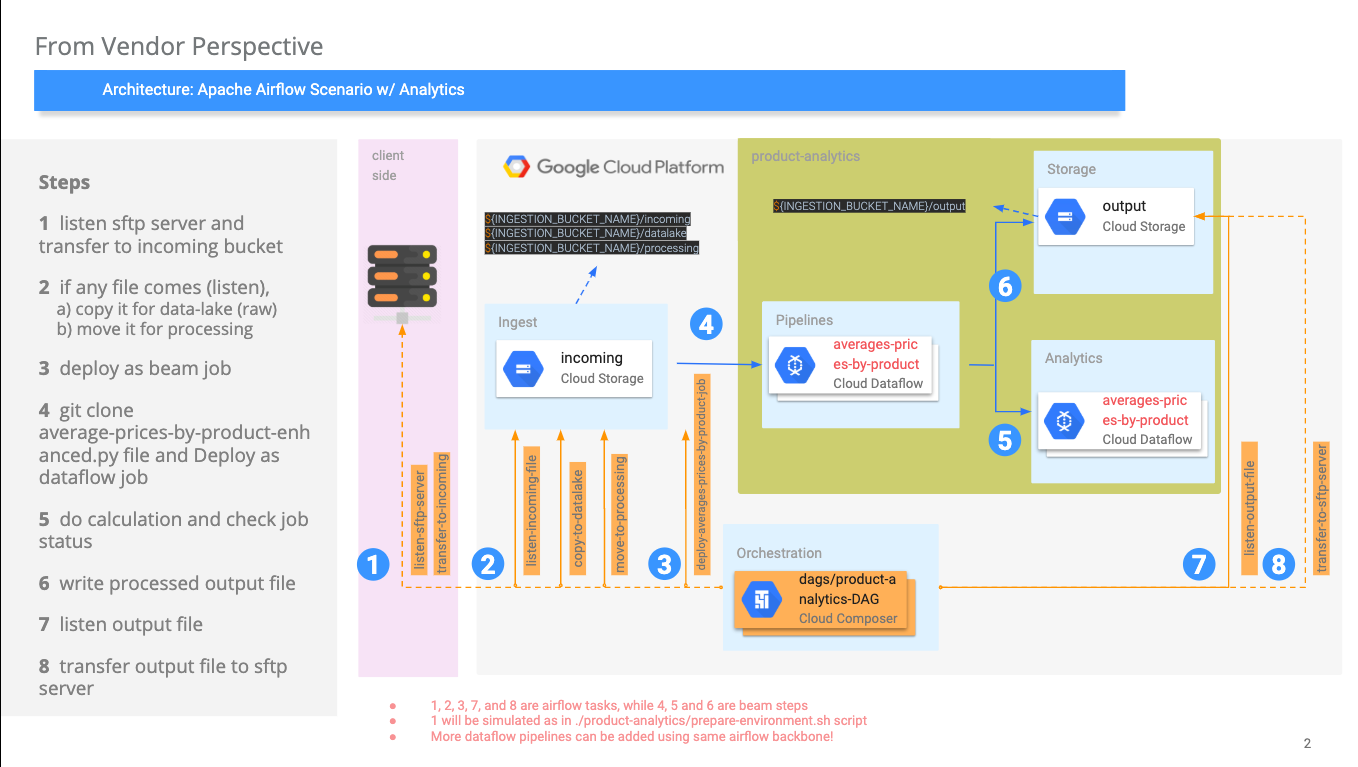 From Vendor Perspective
Architecture: Apache Airflow Scenario w/ Analytics
Steps
1 listen sftp server and
transfer to incoming bucket
2 if any file comes (listen),
a) copy it for data-lake (raw)
b) move it for processing
3 deploy as beam job
4 git clone
average-prices-by-product-enh
anced.py file and Deploy as
dataflow job
5 do calculation and check job
status
6 write processed output file
7 listen output file
8 transfer output file to sftp
server
client
side
Google Cloud Platform
${INGESTION_BUCKET_NAME}/incoming
${INGESTION_BUCKET_NAME}/datalake
${INGESTION_BUCKET_NAME}/processing
Ingest
incoming
Cloud Storage
4
product-analytics
${INGESTION_BUCKET_NAME}/output
Storage
output
Cloud Storage
6
Pipelines
averages-pric
es-by-product
Cloud Dataflow
Analytics
averages-pric
es-by-product
Cloud Dataflow
5
1
listen-sftp-server
transfer-to-incoming
2
listen-incoming-file
copy-to-datalake
move-to-processing
3
deploy-averages-prices-by-product-job
Orchestration
dags/product-a
nalytics-DAG
Cloud Composer
7
listen-output-file
8
transfer-to-sftp-server
● 1, 2, 3, 7, and 8 are airflow tasks, while 4, 5 and 6 are beam steps
● 1 will be simulated as in ./product-analytics/prepare-environment.sh script
● More dataflow pipelines can be added using same airflow backbone!
2